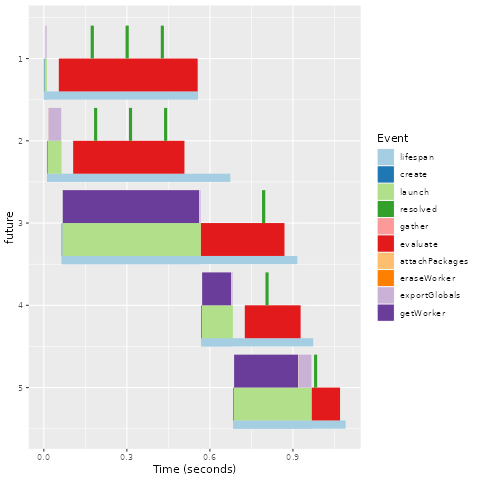 future
1
2
3
4
5
0.0 0.3 0.6 0.9
Time (seconds)
Event
lifespan
create
launch
resolved
gather
evaluate
attachPackages
eraseWorker
exportGlobals
getWorker